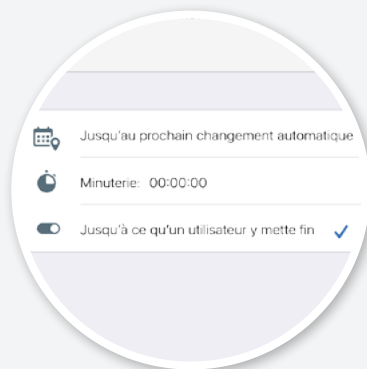 Jusqu'au prochain changement automatique
Minuterie: 00:00:00
Jusqu'à ce qu'un utilisateur y mette fin